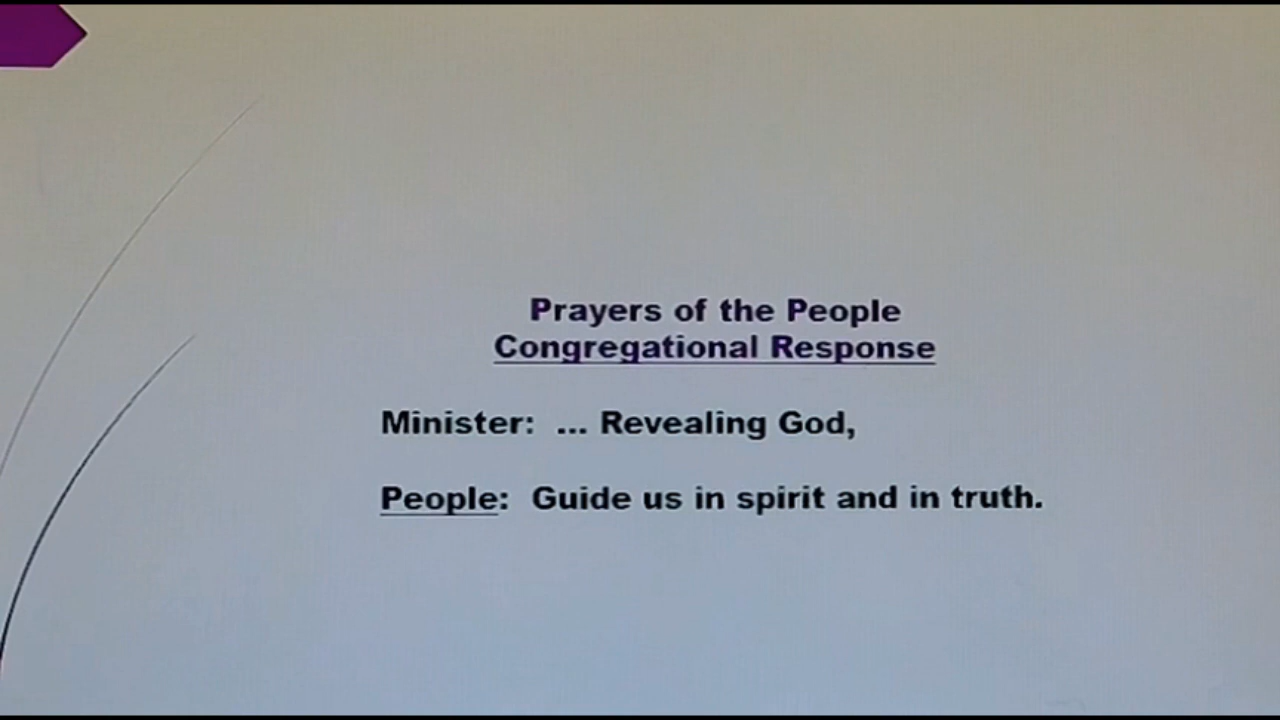 Prayers of the People
Congregational Response
Minister: ... Revealing God,
People: Guide us in spirit and in truth.